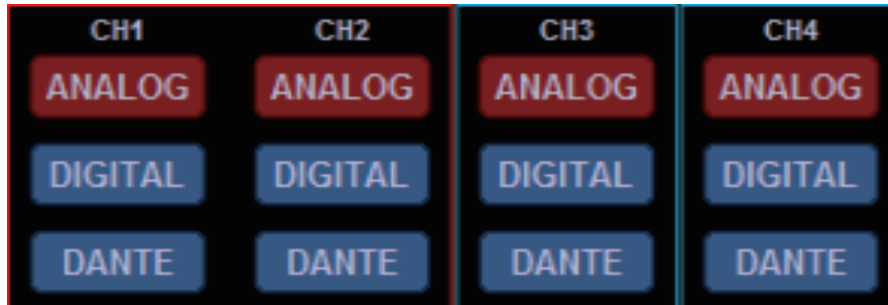 CH1 CH2 CH3 CH4
ANALOG ANALOG ANALOG ANALOG
DIGITAL DIGITAL DIGITAL DIGITAL
DANTE DANTE DANTE DANTE